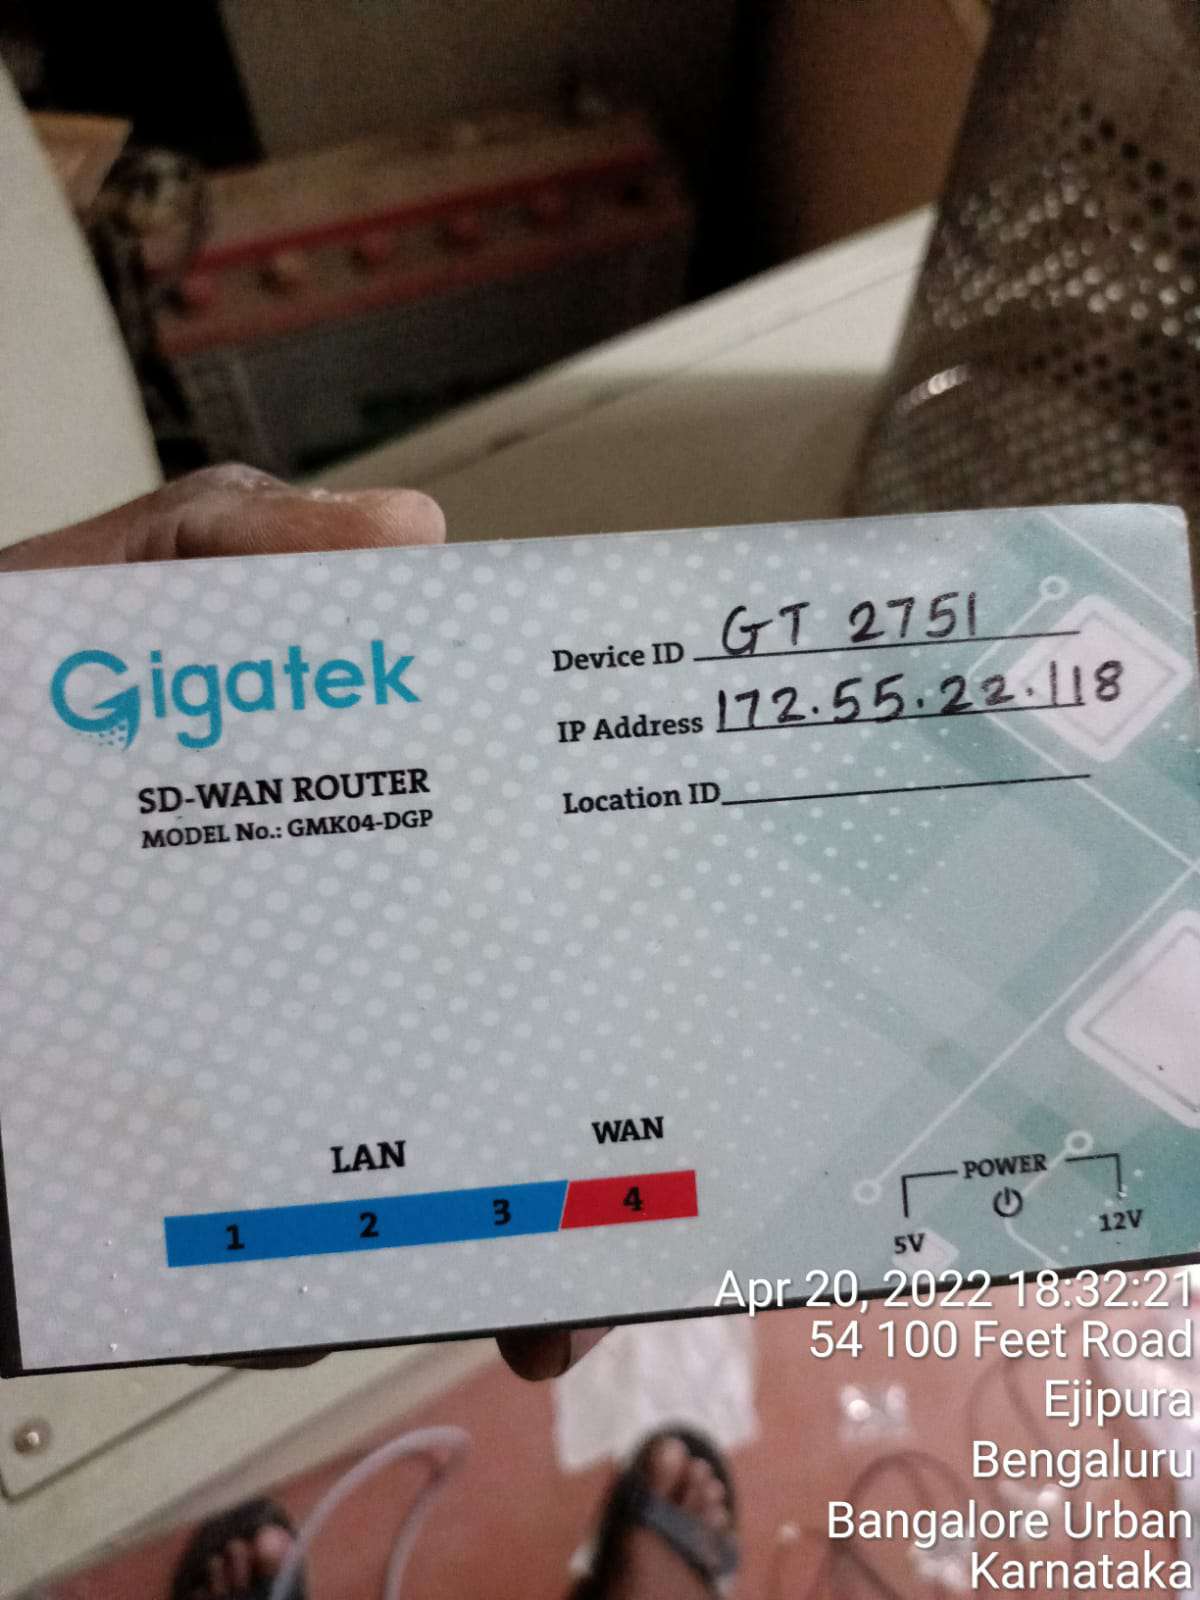 Gigatek
SD-WAN ROUTER
MODEL No.: GMK04-DGP
Device ID GT 2751
IP Address 172.55.22.118
Location ID
LAN
WAN
1 2 3 4
POWER
5V
12V
Apr 20, 2022 18:32:21
54 100 Feet Road
Ejipura
Bengaluru
Bangalore Urban
Karnataka